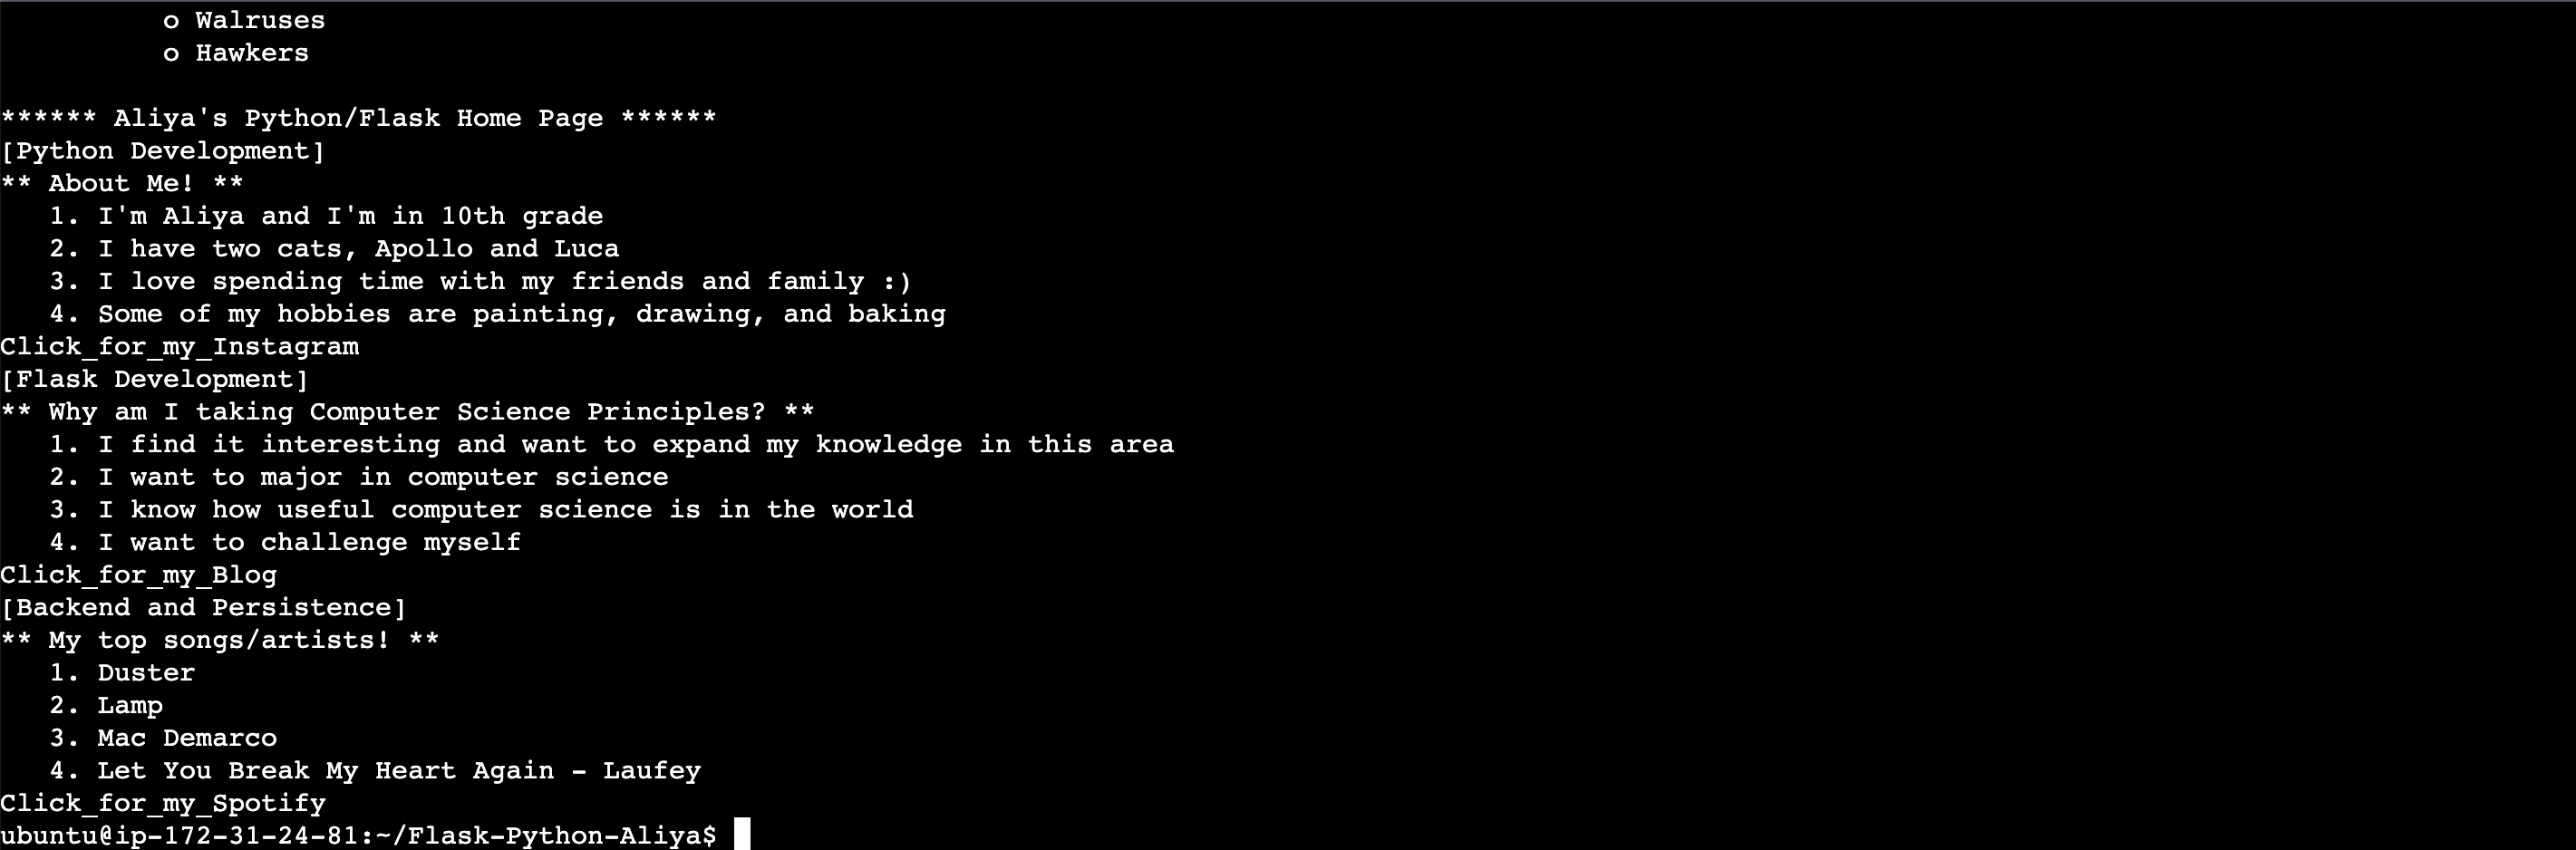 o Walruses
o Hawkers
****** Aliya's Python/Flask Home Page ******
[Python Development]
** About Me! **
1. I'm Aliya and I'm in 10th grade
2. I have two cats, Apollo and Luca
3. I love spending time with my friends and family :)
4. Some of my hobbies are painting, drawing, and baking
Click_for_my_Instagram
[Flask Development]
** Why am I taking Computer Science Principles? **
1. I find it interesting and want to expand my knowledge in this area
2. I want to major in computer science
3. I know how useful computer science is in the world
4. I want to challenge myself
Click_for_my_Blog
[Backend and Persistence]
** My top songs/artists! **
1. Duster
2. Lamp
3. Mac Demarco
4. Let You Break My Heart Again - Laufey
Click_for_my_Spotify
ubuntu@ip-172-31-24-81:~/Flask-Python-Aliya$